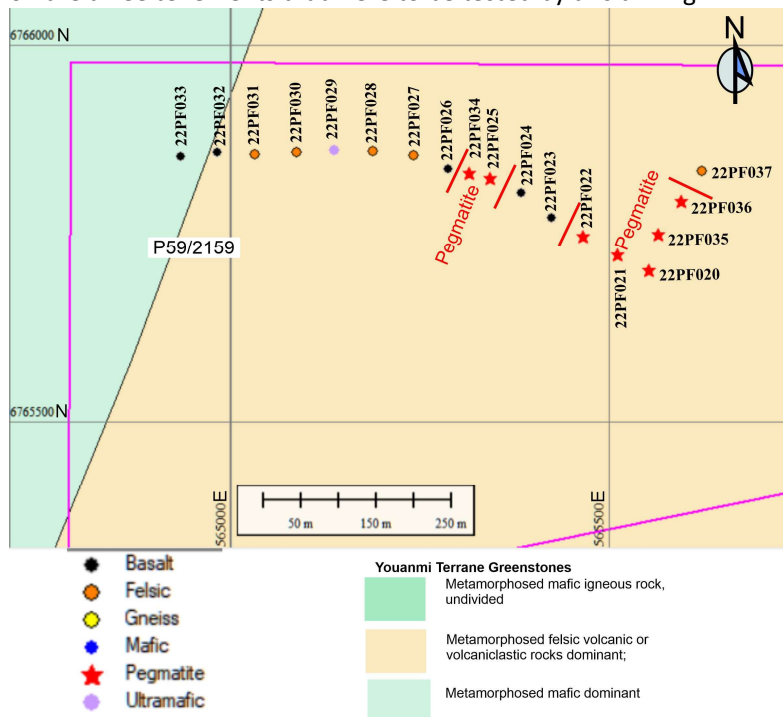 6766000 N
N
22PF033
22PF032
22PF031
22PF030
22PF029
22PF028
22PF027
22PF026
22PF034
22PF025
22PF024
22PF023
22PF022
22PF021
22PF037
22PF036
22PF035
22PF020
Pegmatite
Pegmatite
P59/2159
6765500 N
565000E
565500E
50 m 150 m 250 m
Basalt
Felsic
Gneiss
Mafic
Pegmatite
Ultramafic
Youanmi Terrane Greenstones
Metamorphosed mafic igneous rock,
undivided
Metamorphosed felsic volcanic or
volcaniclastic rocks dominant;
Metamorphosed mafic dominant